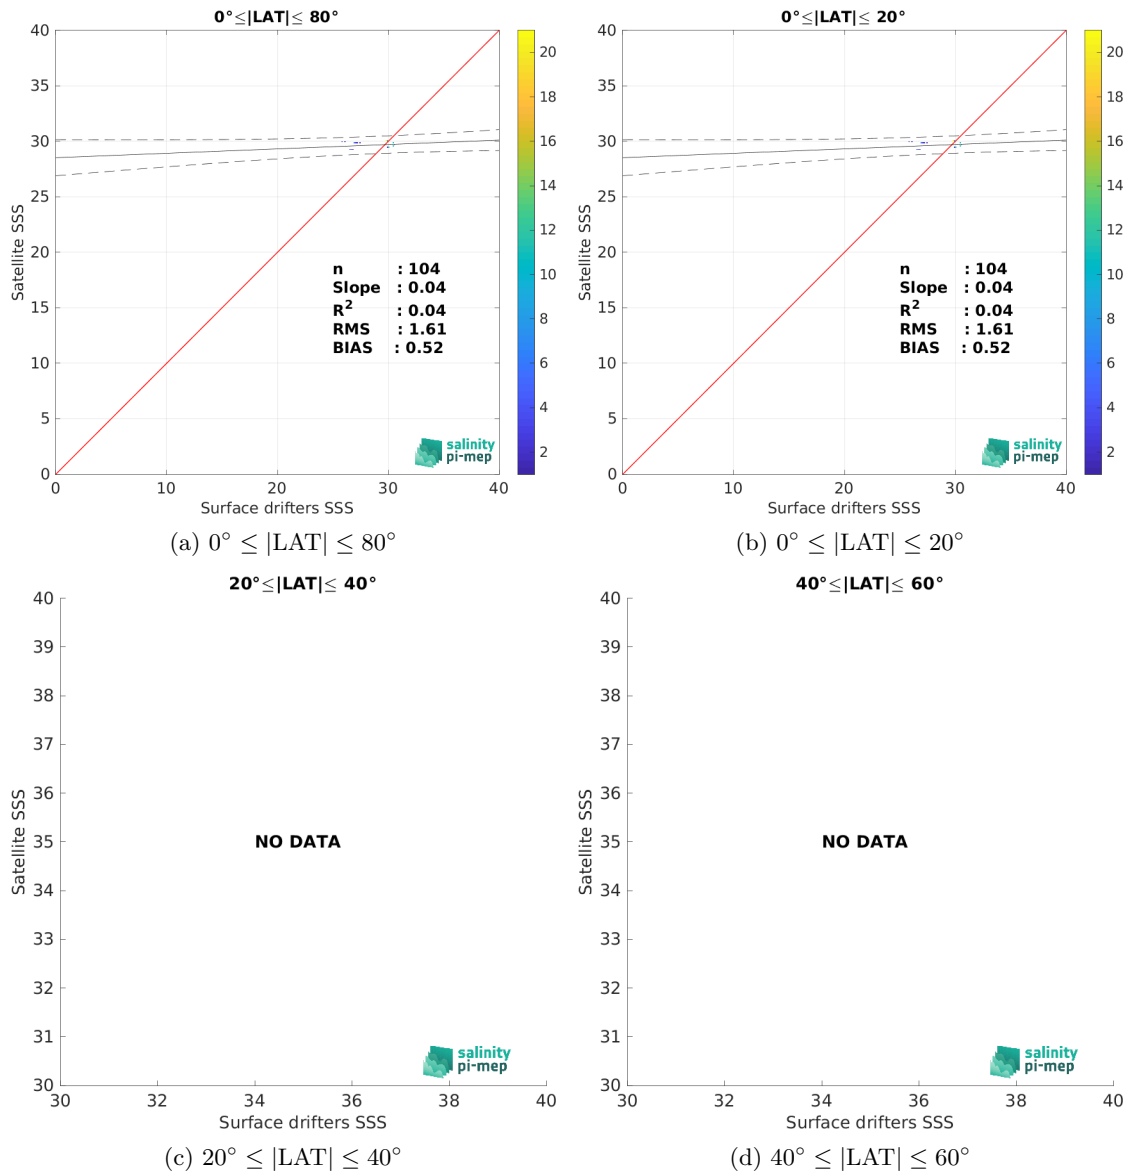 0°≤|LAT|≤ 80°
40
35
30
25
20
15
10
5
0
Satellite SSS
n : 104
Slope : 0.04
R² : 0.04
RMS : 1.61
BIAS : 0.52
salinity
pi-mep
0 10 20 30 40
Surface drifters SSS
20
18
16
14
12
10
8
6
4
2
(a) 0° ≤ |LAT| ≤ 80°
0°≤|LAT|≤ 20°
40
35
30
25
20
15
10
5
0
Satellite SSS
n : 104
Slope : 0.04
R² : 0.04
RMS : 1.61
BIAS : 0.52
salinity
pi-mep
0 10 20 30 40
Surface drifters SSS
20
18
16
14
12
10
8
6
4
2
(b) 0° ≤ |LAT| ≤ 20°
20°≤|LAT|≤ 40°
40
39
38
37
36
35
34
33
32
31
30
Satellite SSS
NO DATA
salinity
pi-mep
30 32 34 36 38 40
Surface drifters SSS
(c) 20° ≤ |LAT| ≤ 40°
40°≤|LAT|≤ 60°
40
39
38
37
36
35
34
33
32
31
30
Satellite SSS
NO DATA
salinity
pi-mep
30 32 34 36 38 40
Surface drifters SSS
(d) 40° ≤ |LAT| ≤ 60°